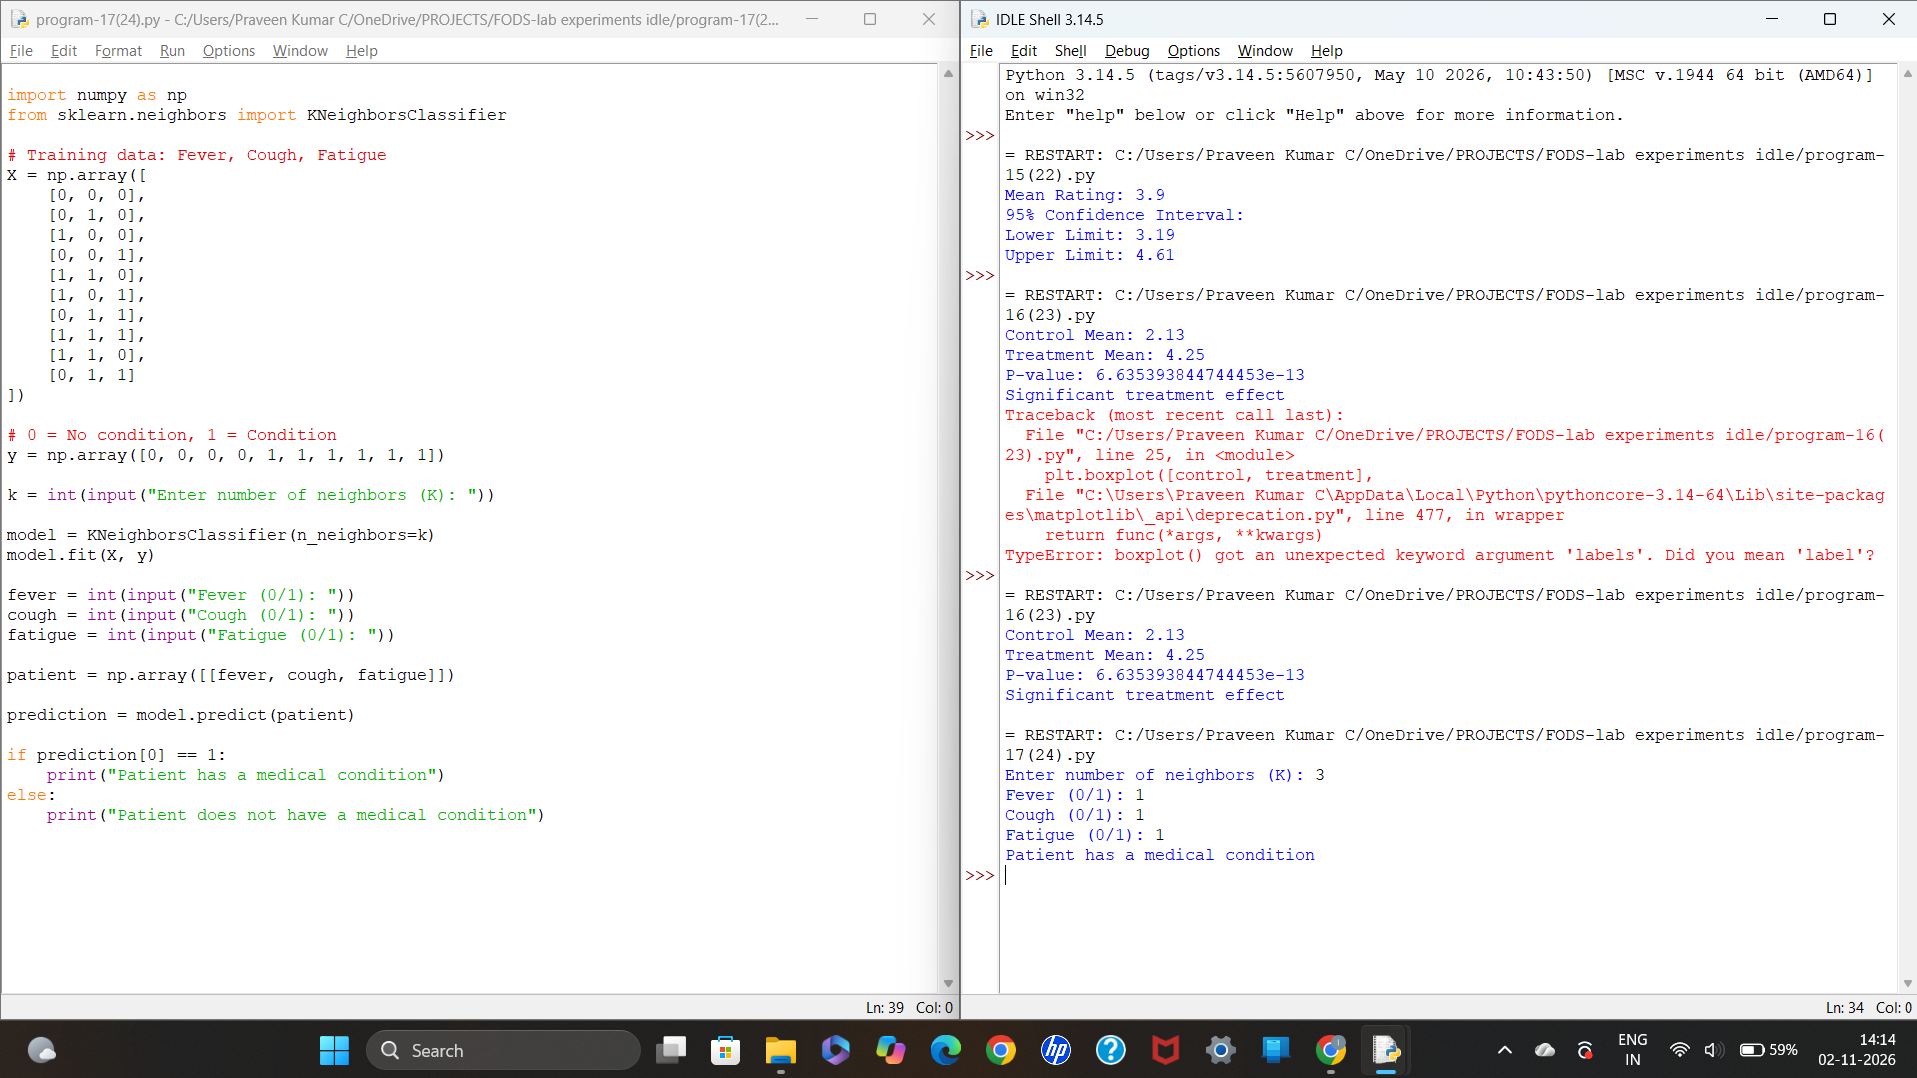 program-17(24).py - C:/Users/Praveen Kumar C/OneDrive/PROJECTS/FODS-lab experiments idle/program-17(2...
File Edit Format Run Options Window Help
import numpy as np
from sklearn.neighbors import KNeighborsClassifier
# Training data: Fever, Cough, Fatigue
X = np.array([
    [0, 0, 0],
    [0, 1, 0],
    [1, 0, 0],
    [0, 0, 1],
    [1, 1, 0],
    [1, 0, 1],
    [0, 1, 1],
    [1, 1, 1],
    [1, 1, 0],
    [0, 1, 1]
])
# 0 = No condition, 1 = Condition
y = np.array([0, 0, 0, 0, 1, 1, 1, 1, 1, 1])
k = int(input("Enter number of neighbors (K): "))
model = KNeighborsClassifier(n_neighbors=k)
model.fit(X, y)
fever = int(input("Fever (0/1): "))
cough = int(input("Cough (0/1): "))
fatigue = int(input("Fatigue (0/1): "))
patient = np.array([[fever, cough, fatigue]])
prediction = model.predict(patient)
if prediction[0] == 1:
    print("Patient has a medical condition")
else:
    print("Patient does not have a medical condition")
Ln: 39 Col: 0
IDLE Shell 3.14.5
File Edit Shell Debug Options Window Help
Python 3.14.5 (tags/v3.14.5:5607950, May 10 2026, 10:43:50) [MSC v.1944 64 bit (AMD64)]
on win32
Enter "help" below or click "Help" above for more information.
>>>
= RESTART: C:/Users/Praveen Kumar C/OneDrive/PROJECTS/FODS-lab experiments idle/program-
15(22).py
Mean Rating: 3.9
95% Confidence Interval:
Lower Limit: 3.19
Upper Limit: 4.61
>>>
= RESTART: C:/Users/Praveen Kumar C/OneDrive/PROJECTS/FODS-lab experiments idle/program-
16(23).py
Control Mean: 2.13
Treatment Mean: 4.25
P-value: 6.635393844744453e-13
Significant treatment effect
Traceback (most recent call last):
  File "C:/Users/Praveen Kumar C/OneDrive/PROJECTS/FODS-lab experiments idle/program-16(
23).py", line 25, in <module>
    plt.boxplot([control, treatment],
  File "C:\Users\Praveen Kumar C\AppData\Local\Python\pythoncore-3.14-64\Lib\site-packag
es\matplotlib\_api\deprecation.py", line 477, in wrapper
    return func(*args, **kwargs)
TypeError: boxplot() got an unexpected keyword argument 'labels'. Did you mean 'label'?
>>>
= RESTART: C:/Users/Praveen Kumar C/OneDrive/PROJECTS/FODS-lab experiments idle/program-
16(23).py
Control Mean: 2.13
Treatment Mean: 4.25
P-value: 6.635393844744453e-13
Significant treatment effect
= RESTART: C:/Users/Praveen Kumar C/OneDrive/PROJECTS/FODS-lab experiments idle/program-
17(24).py
Enter number of neighbors (K): 3
Fever (0/1): 1
Cough (0/1): 1
Fatigue (0/1): 1
Patient has a medical condition
>>>
Ln: 34 Col: 0
Search
hp
ENG
IN
59%
14:14
02-11-2026